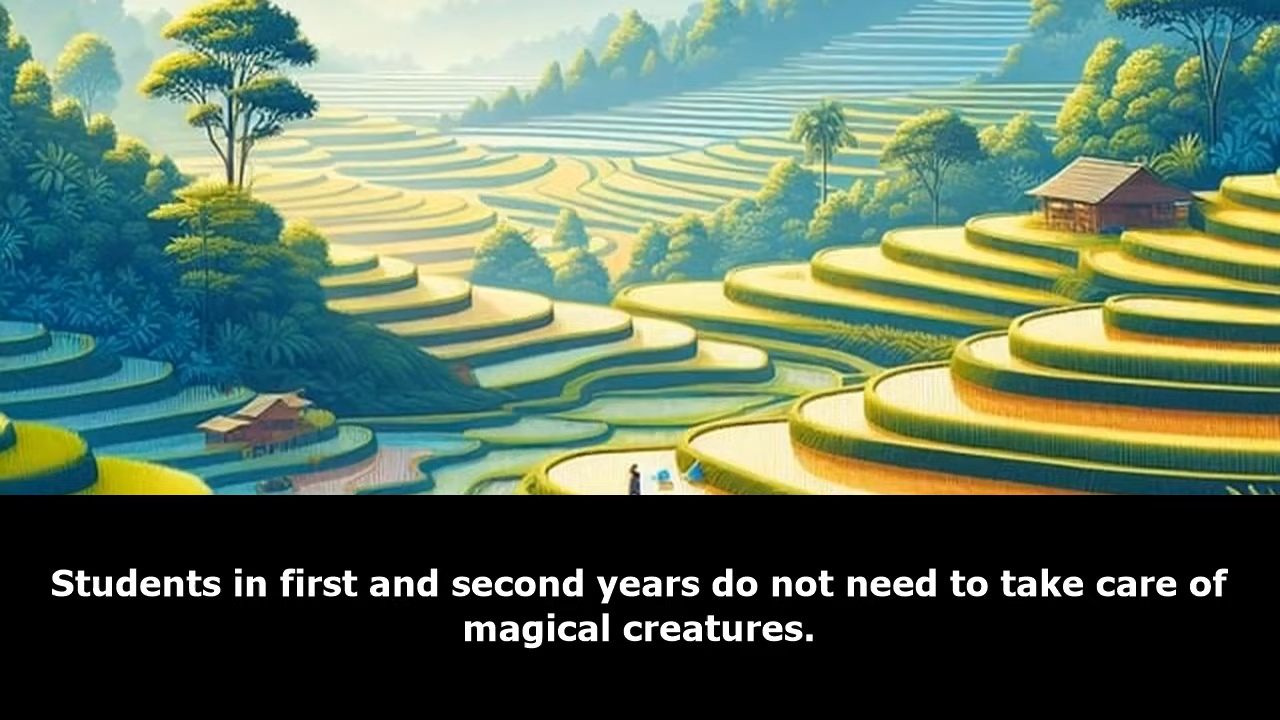 Students in first and second years do not need to take care of
magical creatures.